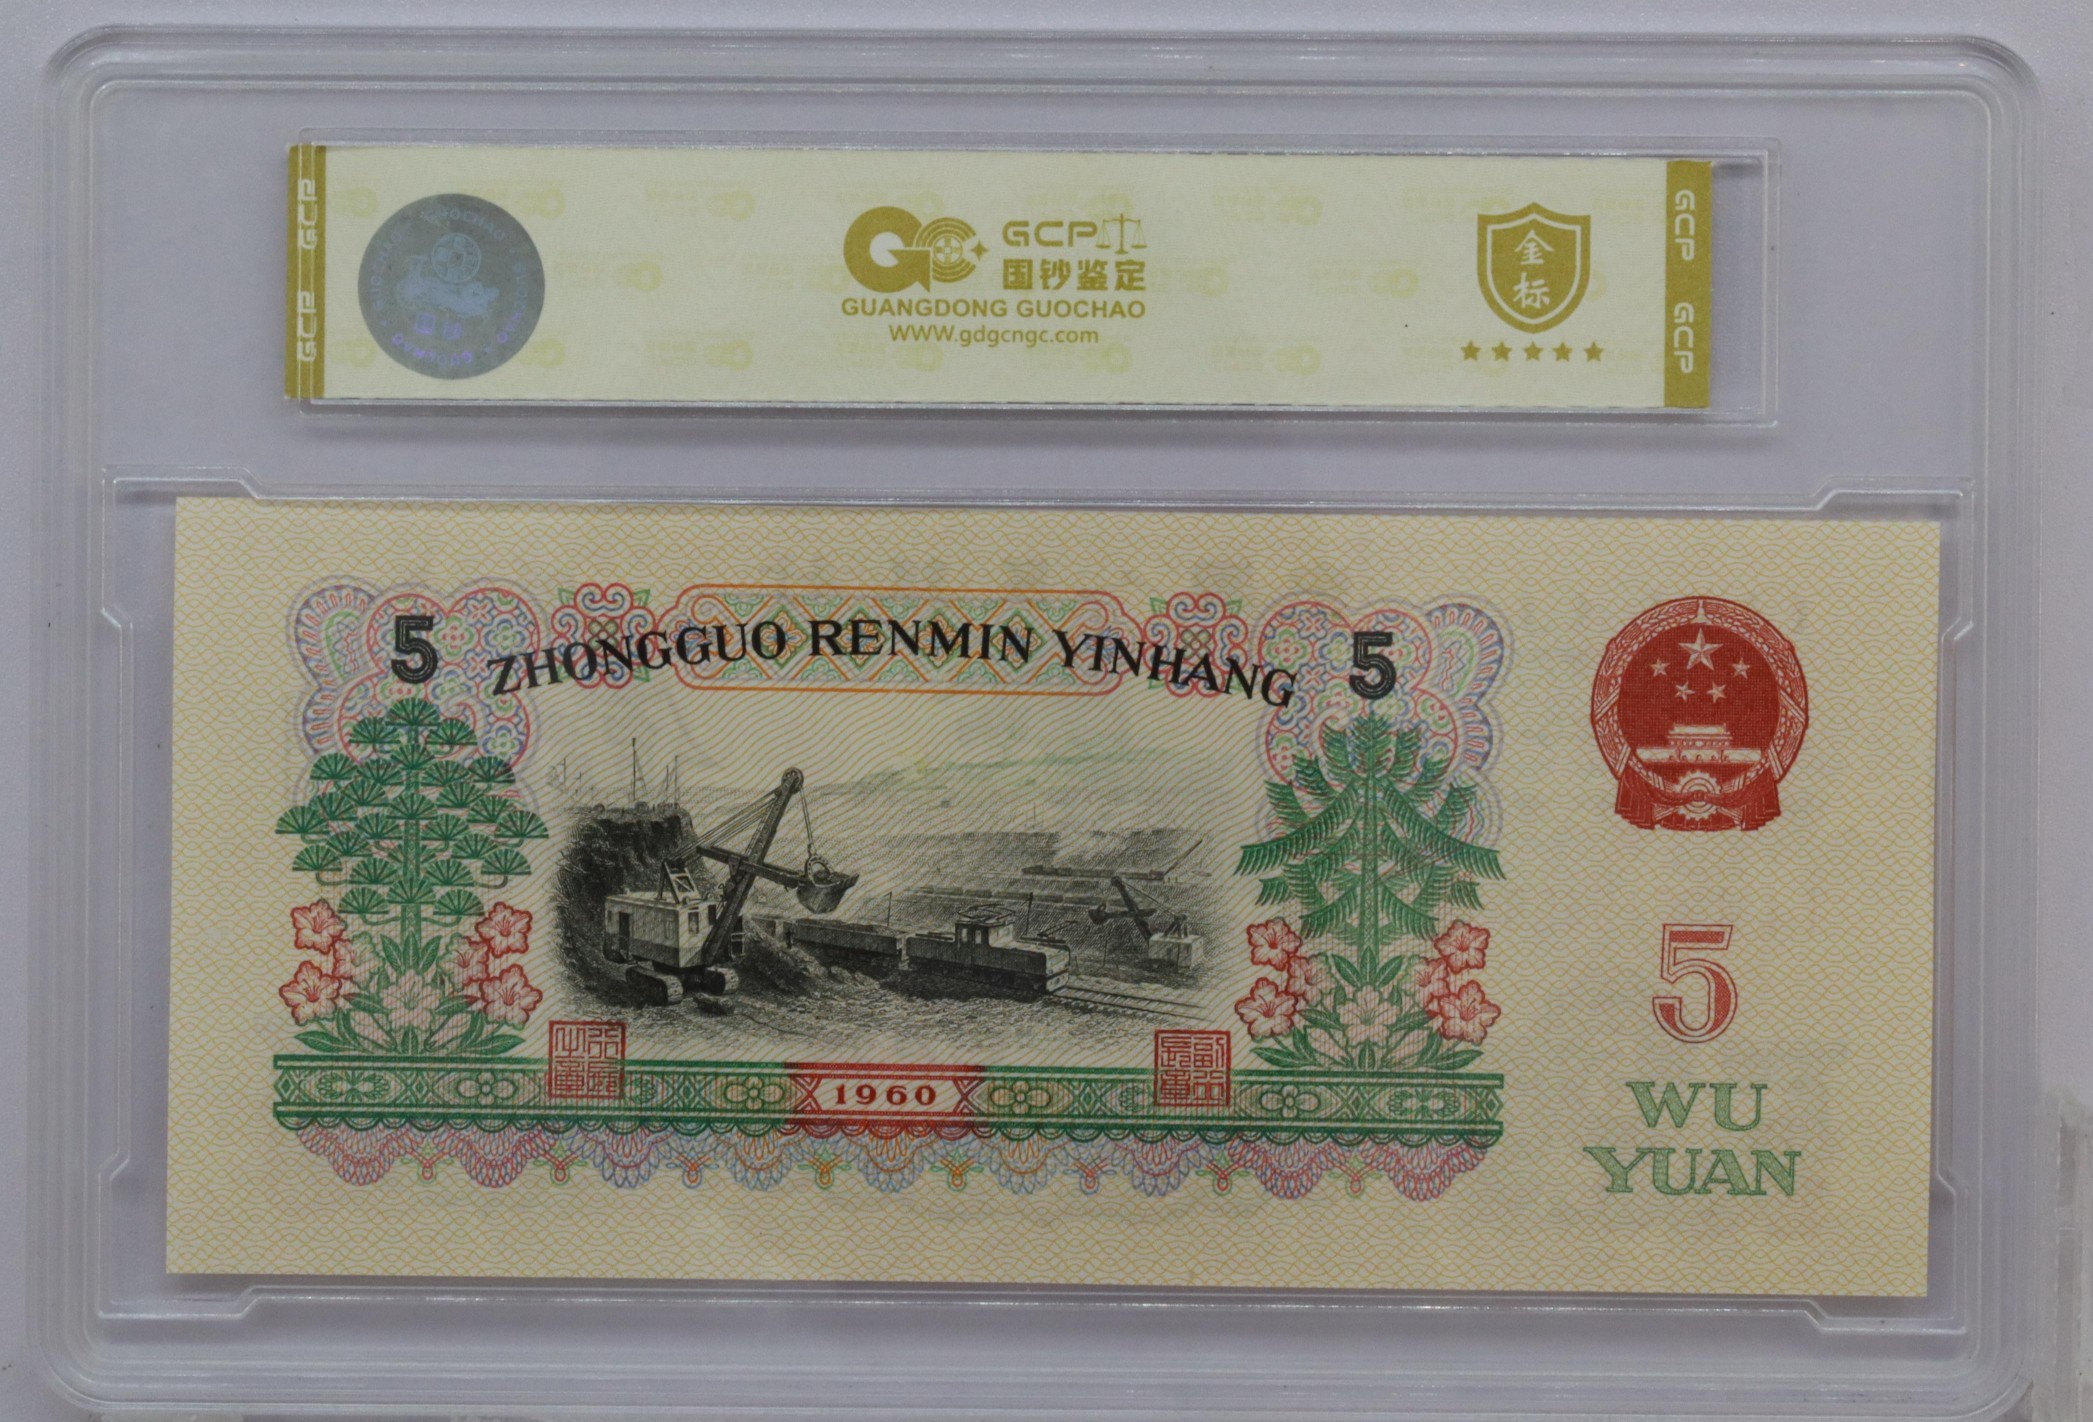 GCP
GCP
GUOCHAO
GCP
国钞鉴定
GUANGDONG GUOCHAO
WWW.gdgcngc.com
金
标
GCP
GCP
5
ZHONGGUO RENMIN YINHANG
5
1960
5
WU
YUAN